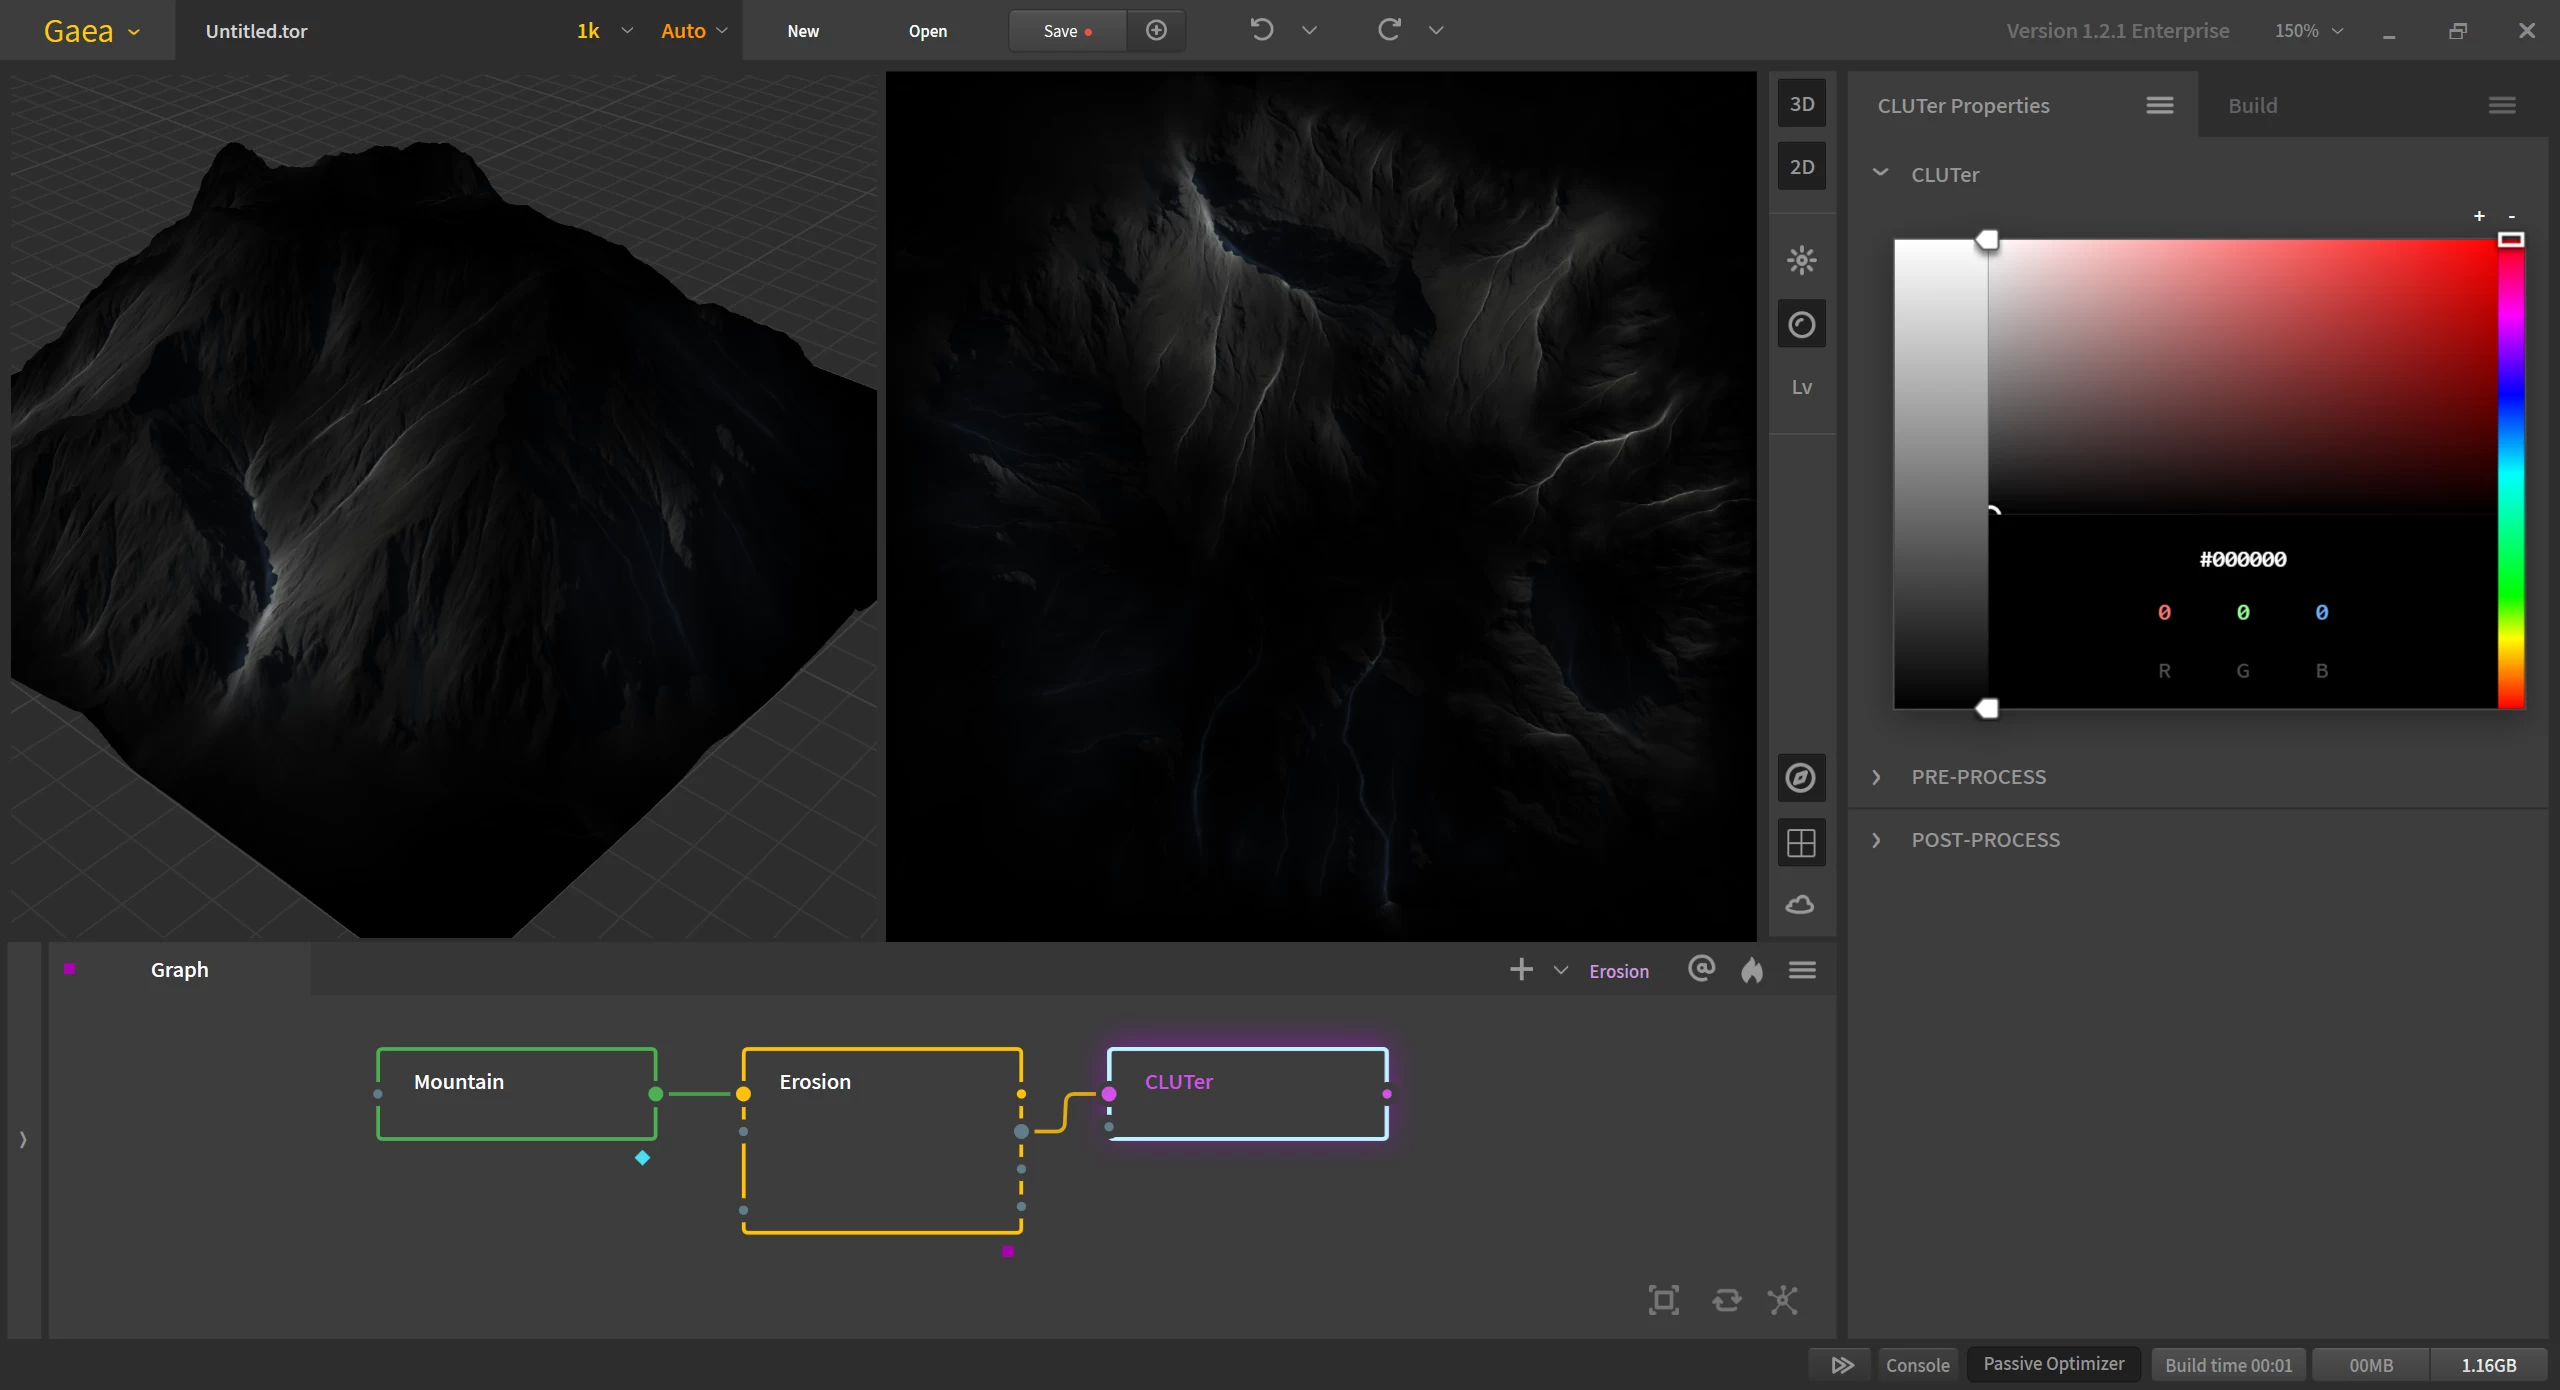 Gaea
Untitled.tor
1k
Auto
New
Open
Save
Version 1.2.1 Enterprise
150%
3D
2D
Lv
CLUTer Properties
Build
CLUTer
+ -
#000000
0 0 0
R G B
PRE-PROCESS
POST-PROCESS
Graph
Erosion
Mountain
Erosion
CLUTer
Console
Passive Optimizer
Build time 00:01
00MB
1.16GB